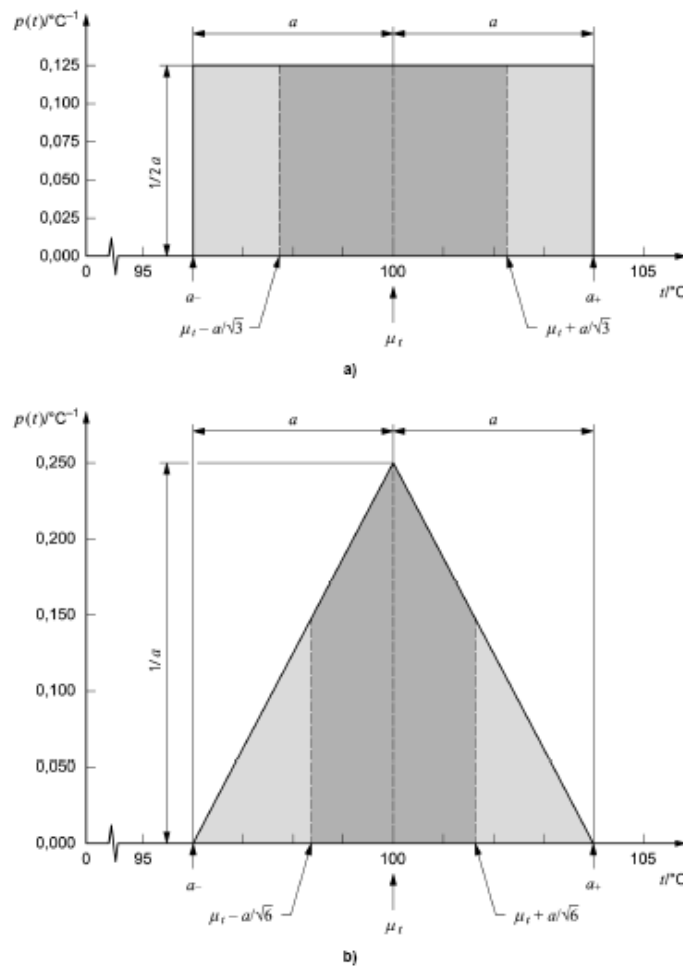 p(t)/°C⁻¹
a a
0,125
0,100
0,075
0,050
0,025
0,000
1/2a
0 95 100 105 t/°C
a₋ a₊
μₜ − a/√3 μₜ + a/√3
μₜ
a)
p(t)/°C⁻¹
a a
0,250
0,200
0,150
0,100
0,050
0,000
1/a
0 95 100 105 t/°C
a₋ a₊
μₜ − a/√6 μₜ + a/√6
μₜ
b)